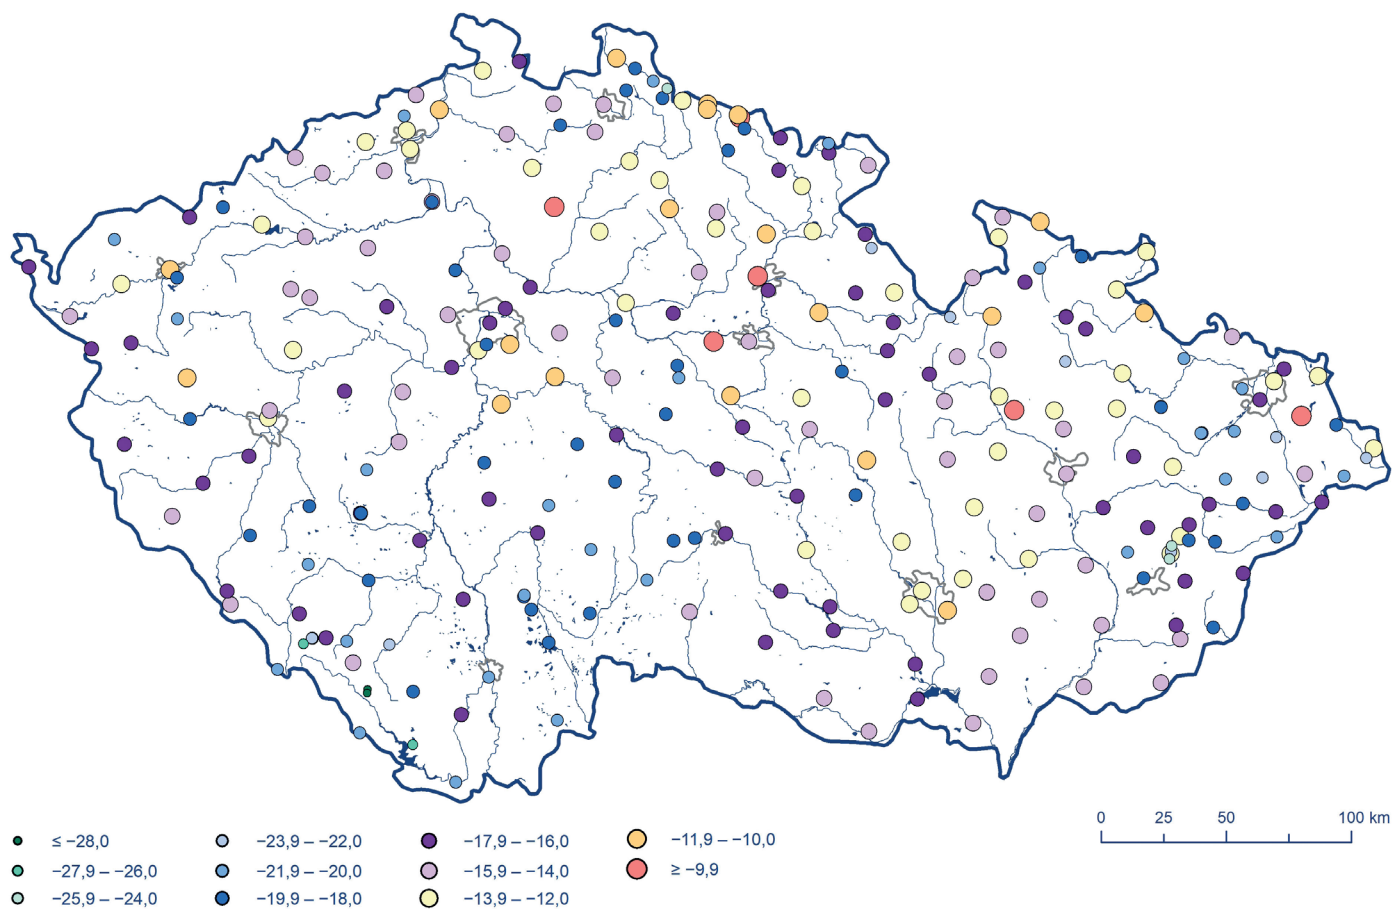 0 25 50 100 km
≤ −28,0
−27,9 – −26,0
−25,9 – −24,0
−23,9 – −22,0
−21,9 – −20,0
−19,9 – −18,0
−17,9 – −16,0
−15,9 – −14,0
−13,9 – −12,0
−11,9 – −10,0
≥ −9,9